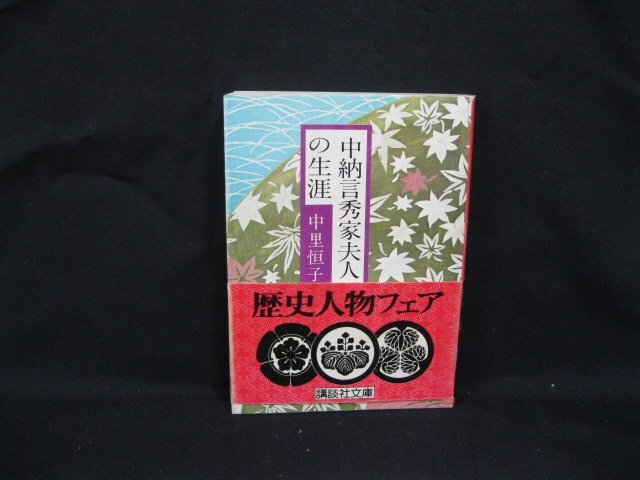 中納言秀家夫人
の生涯
中里恒子
歴史人物フェア
講談社文庫